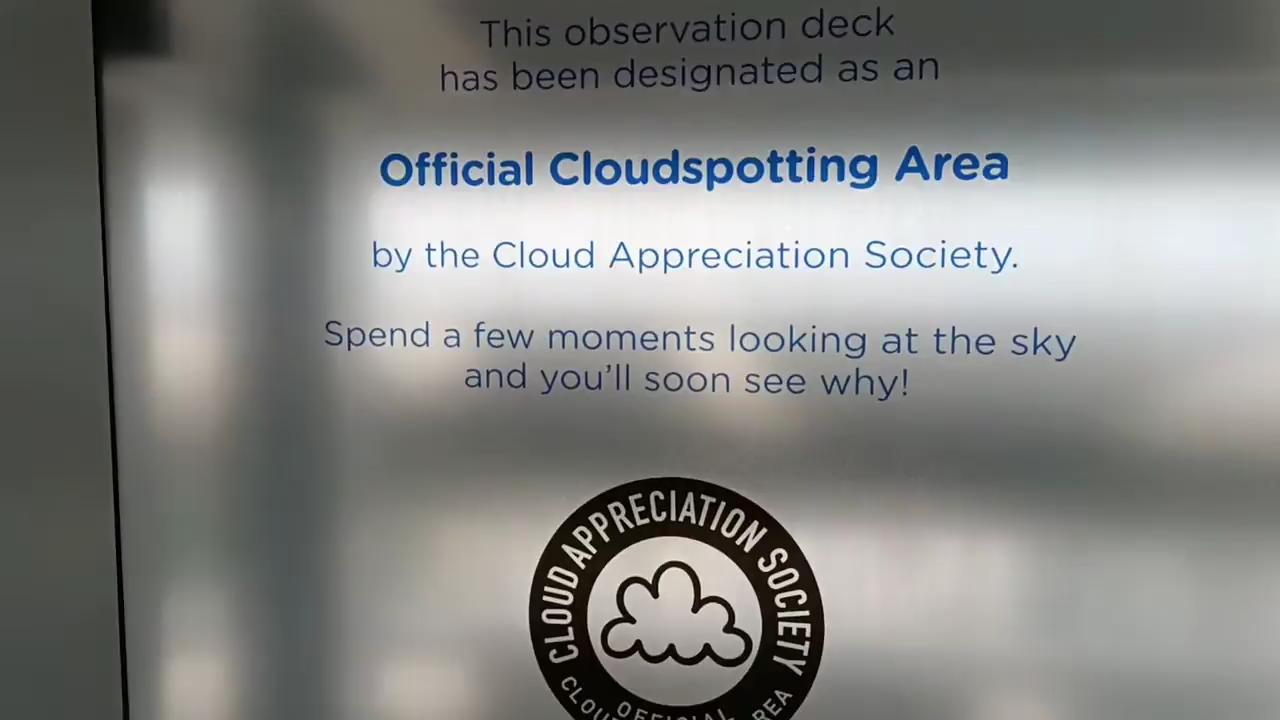 This observation deck
has been designated as an
Official Cloudspotting Area
by the Cloud Appreciation Society.
Spend a few moments looking at the sky
and you'll soon see why!
CLOUD APPRECIATION SOCIETY
OFFICIAL